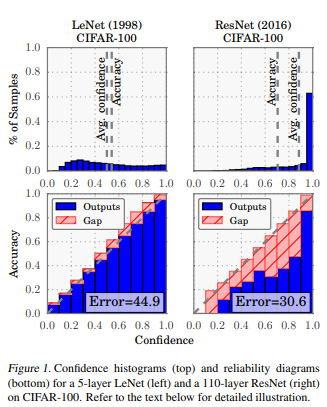 LeNet (1998)
CIFAR-100
ResNet (2016)
CIFAR-100
% of Samples
1.0
0.8
0.6
0.4
0.2
0.0
Avg. confidence
Accuracy
Accuracy
Avg. confidence
0.0 0.2 0.4 0.6 0.8 1.0
0.0 0.2 0.4 0.6 0.8 1.0
Accuracy
1.0
0.8
0.6
0.4
0.2
0.0
Outputs
Gap
Error=44.9
Outputs
Gap
Error=30.6
0.0 0.2 0.4 0.6 0.8 1.0
0.0 0.2 0.4 0.6 0.8 1.0
Confidence
Figure 1. Confidence histograms (top) and reliability diagrams
(bottom) for a 5-layer LeNet (left) and a 110-layer ResNet (right)
on CIFAR-100. Refer to the text below for detailed illustration.